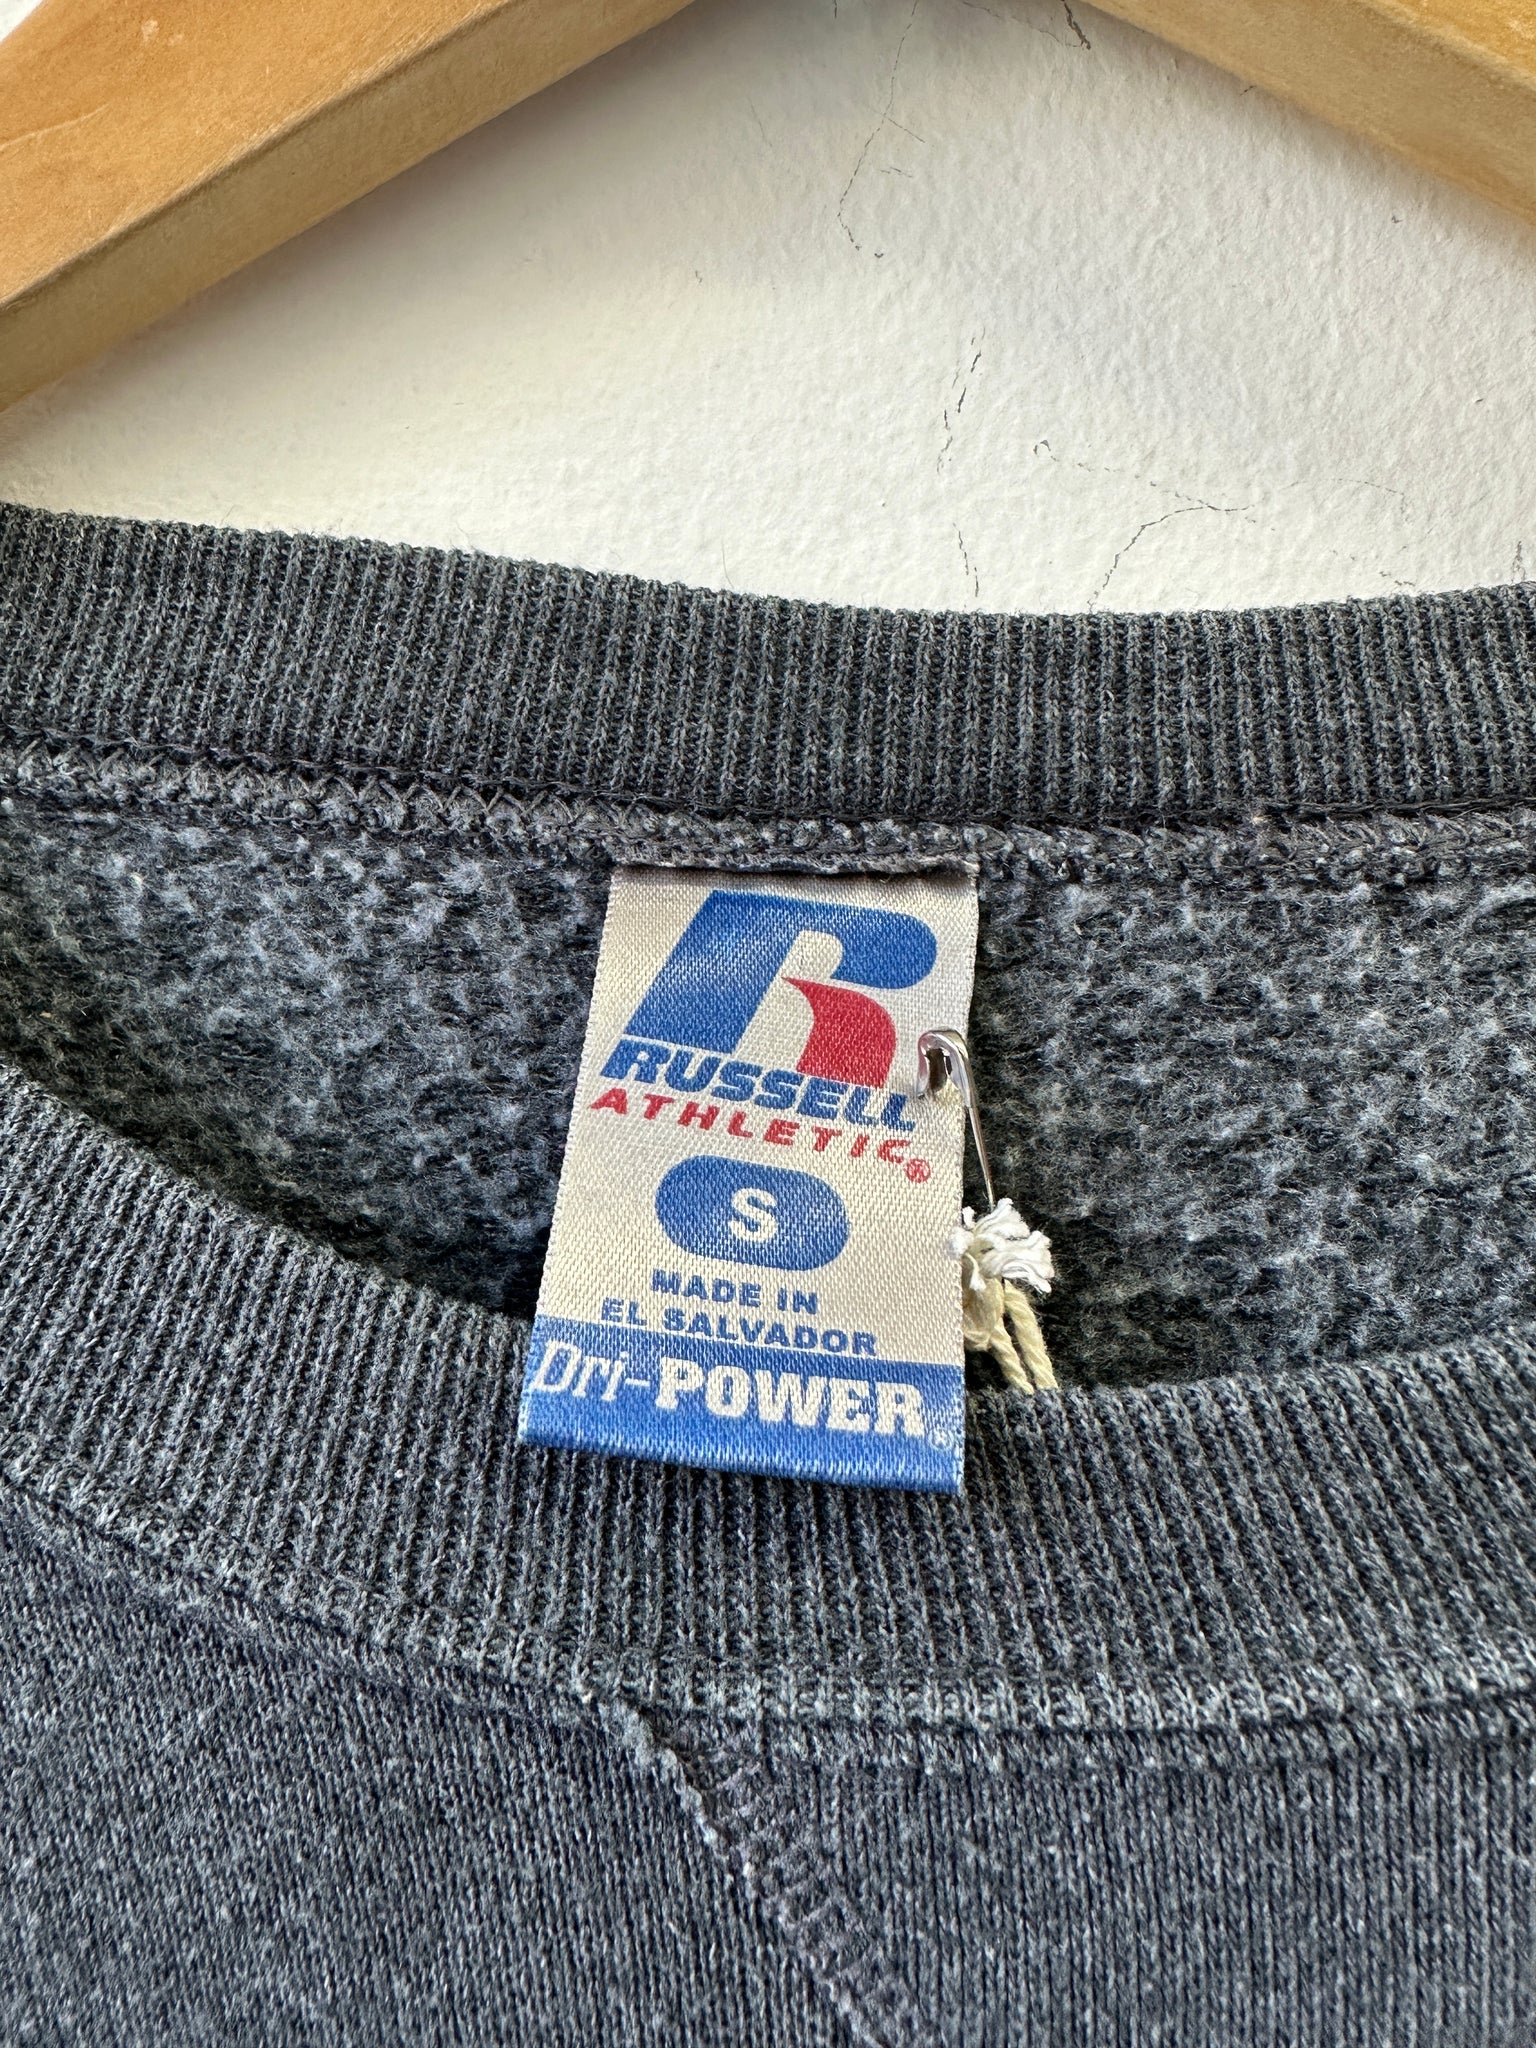 RUSSELL
ATHLETIC®
S
MADE IN
EL SALVADOR
Dri-POWER®